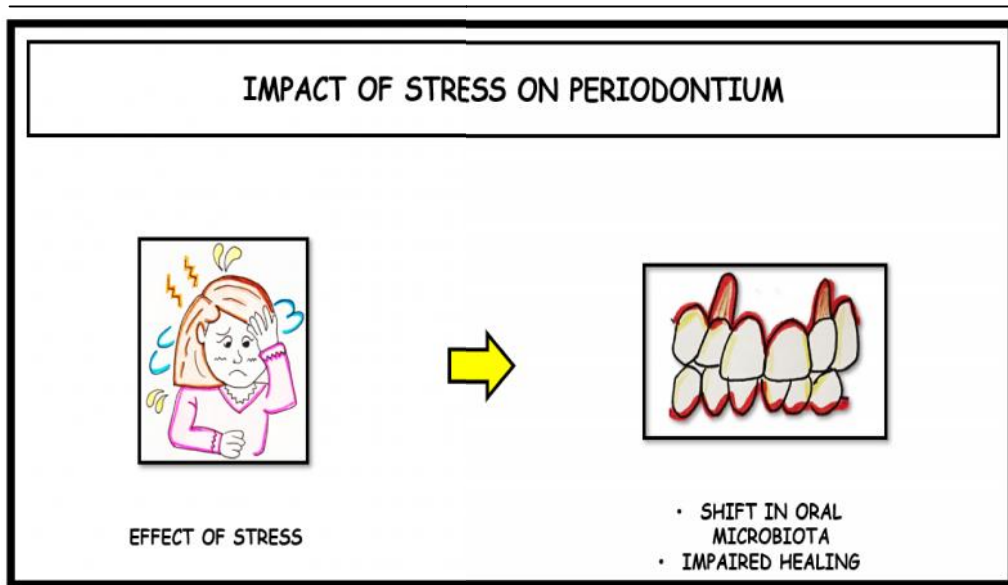 IMPACT OF STRESS ON PERIODONTIUM
EFFECT OF STRESS
• SHIFT IN ORAL
MICROBIOTA
• IMPAIRED HEALING